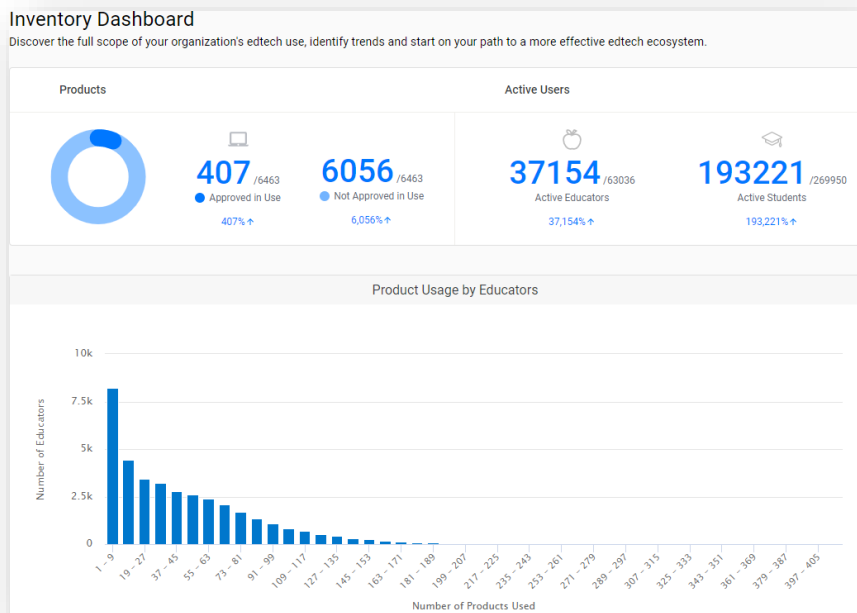 Inventory Dashboard
Discover the full scope of your organization's edtech use, identify trends and start on your path to a more effective edtech ecosystem.
Products
Active Users
407 /6463
Approved in Use
407%↑
6056 /6463
Not Approved in Use
6,056%↑
37154 /63036
Active Educators
37,154%↑
193221 /269950
Active Students
193,221%↑
Product Usage by Educators
Number of Educators
10k
7.5k
5k
2.5k
0
1 – 9
19 – 27
37 – 45
55 – 63
73 – 81
91 – 99
109 – 117
127 – 135
145 – 153
163 – 171
181 – 189
199 – 207
217 – 225
235 – 243
253 – 261
271 – 279
289 – 297
307 – 315
325 – 333
343 – 351
361 – 369
379 – 387
397 – 405
Number of Products Used